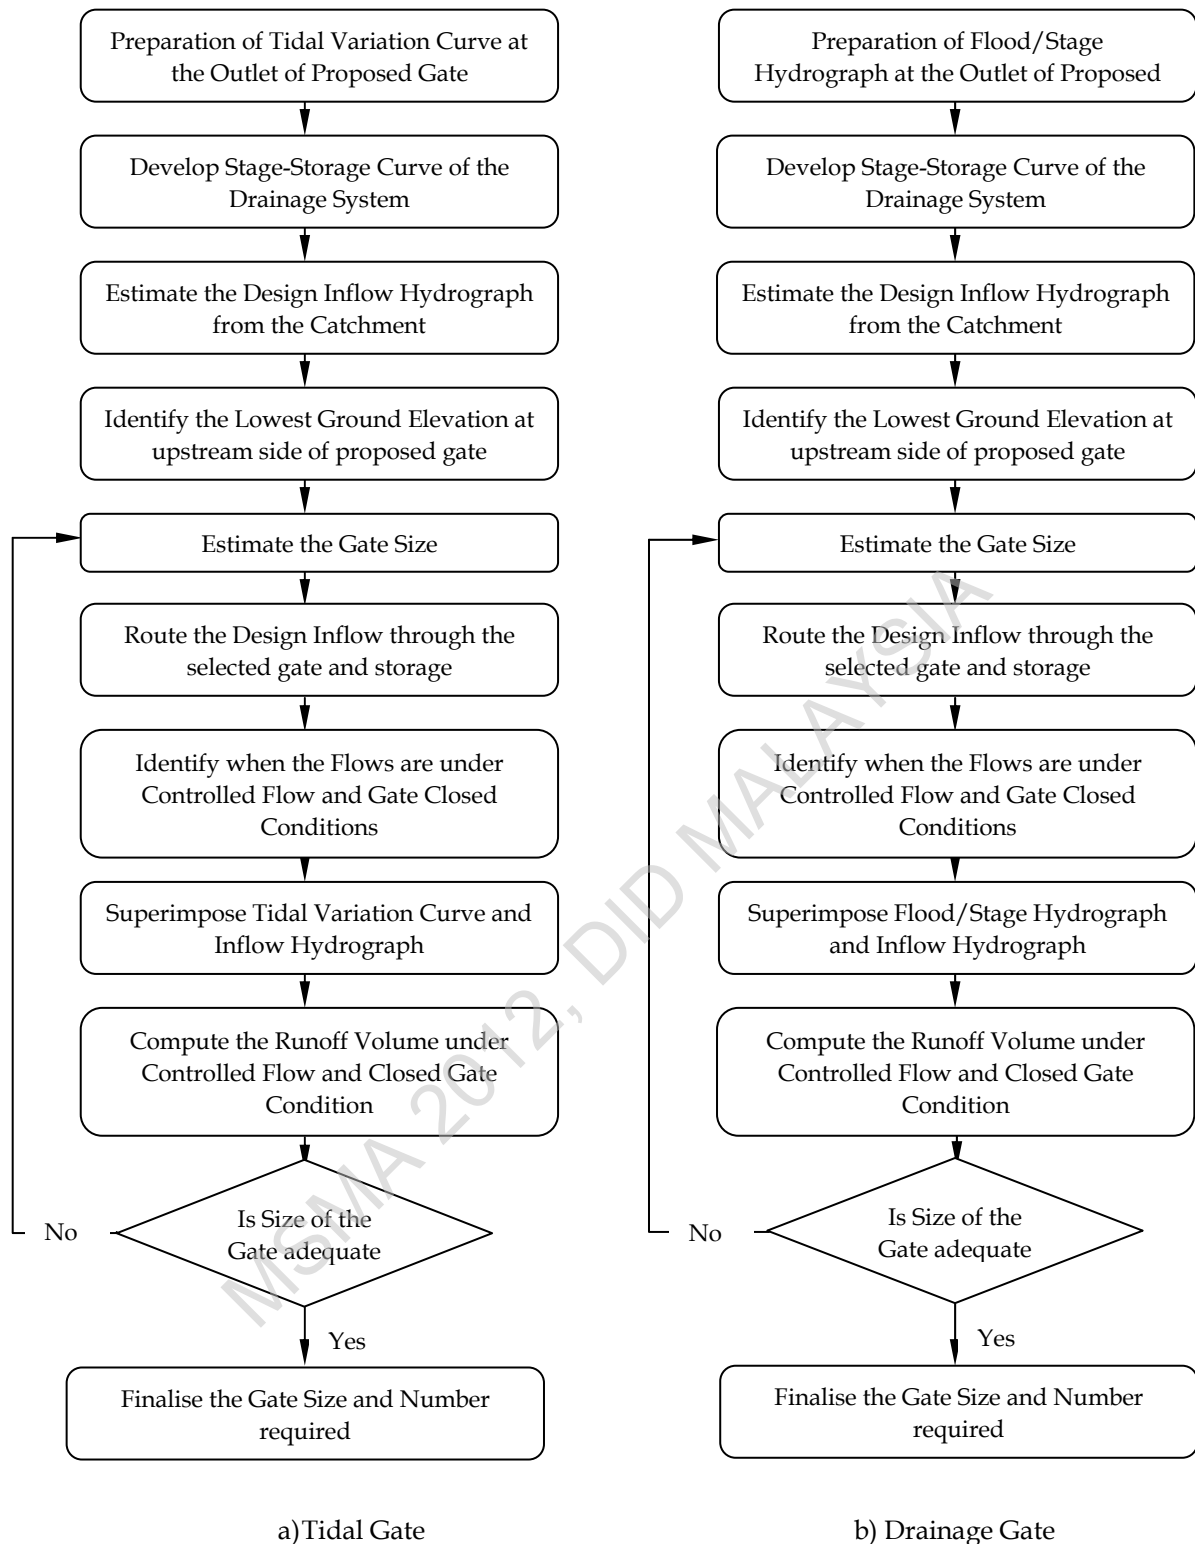 Preparation of Tidal Variation Curve at
the Outlet of Proposed Gate
Develop Stage-Storage Curve of the
Drainage System
Estimate the Design Inflow Hydrograph
from the Catchment
Identify the Lowest Ground Elevation at
upstream side of proposed gate
Estimate the Gate Size
Route the Design Inflow through the
selected gate and storage
Identify when the Flows are under
Controlled Flow and Gate Closed
Conditions
Superimpose Tidal Variation Curve and
Inflow Hydrograph
Compute the Runoff Volume under
Controlled Flow and Closed Gate
Condition
Is Size of the
Gate adequate
No
Yes
Finalise the Gate Size and Number
required
a)Tidal Gate
Preparation of Flood/Stage
Hydrograph at the Outlet of Proposed
Develop Stage-Storage Curve of the
Drainage System
Estimate the Design Inflow Hydrograph
from the Catchment
Identify the Lowest Ground Elevation at
upstream side of proposed gate
Estimate the Gate Size
Route the Design Inflow through the
selected gate and storage
Identify when the Flows are under
Controlled Flow and Gate Closed
Conditions
Superimpose Flood/Stage Hydrograph
and Inflow Hydrograph
Compute the Runoff Volume under
Controlled Flow and Closed Gate
Condition
Is Size of the
Gate adequate
No
Yes
Finalise the Gate Size and Number
required
b) Drainage Gate
MSMA 2012, DID MALAYSIA